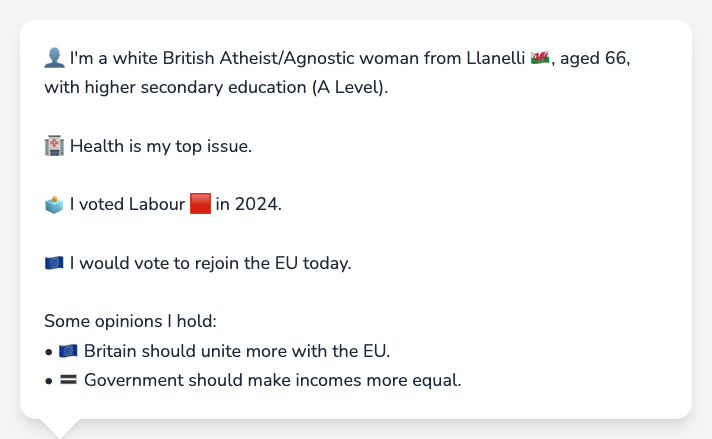 👤 I'm a white British Atheist/Agnostic woman from Llanelli 🏴󠁧󠁢󠁷󠁬󠁳󠁿, aged 66,
with higher secondary education (A Level).
🏥 Health is my top issue.
🗳️ I voted Labour 🟥 in 2024.
🇪🇺 I would vote to rejoin the EU today.
Some opinions I hold:
• 🇪🇺 Britain should unite more with the EU.
• 🟰 Government should make incomes more equal.